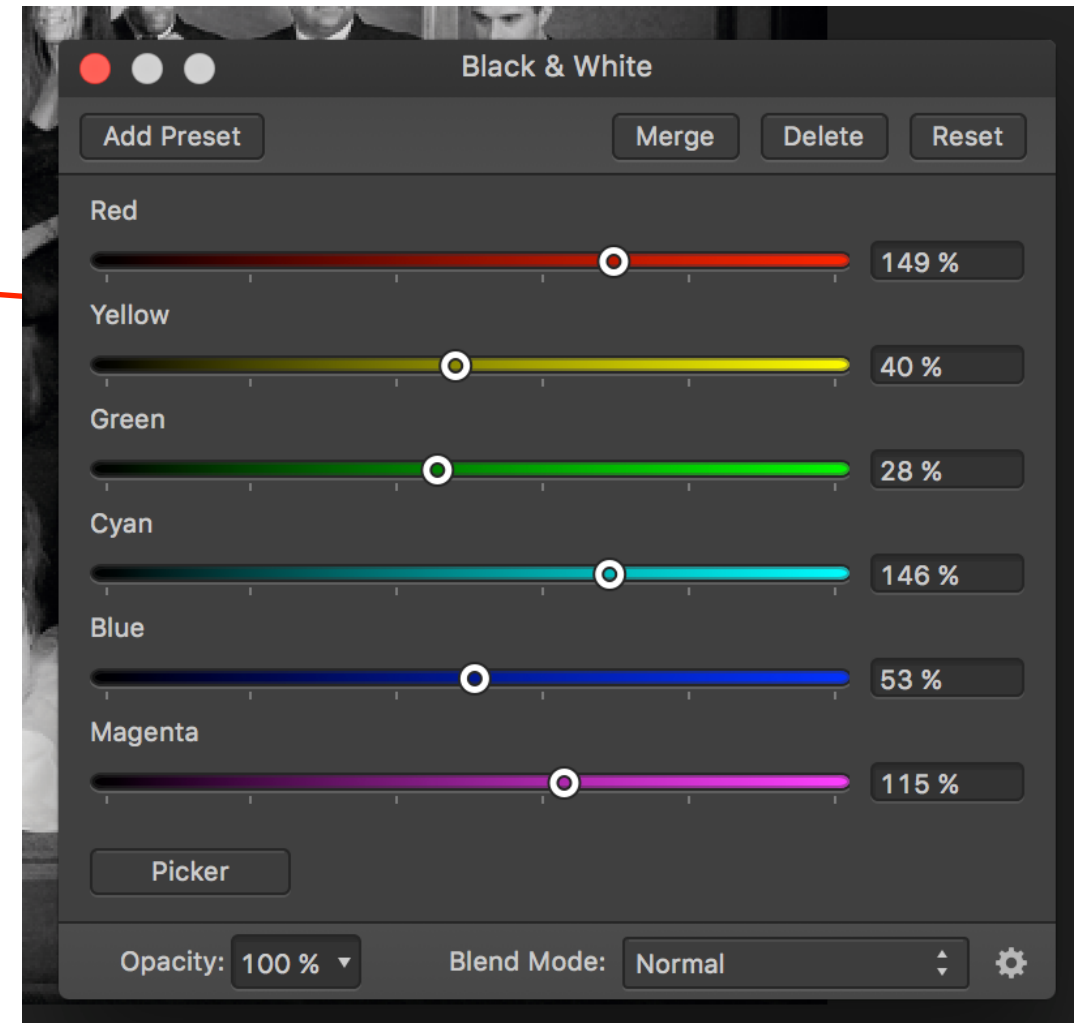 Black & White
Add Preset Merge Delete Reset
Red
149 %
Yellow
40 %
Green
28 %
Cyan
146 %
Blue
53 %
Magenta
115 %
Picker
Opacity: 100 % Blend Mode: Normal